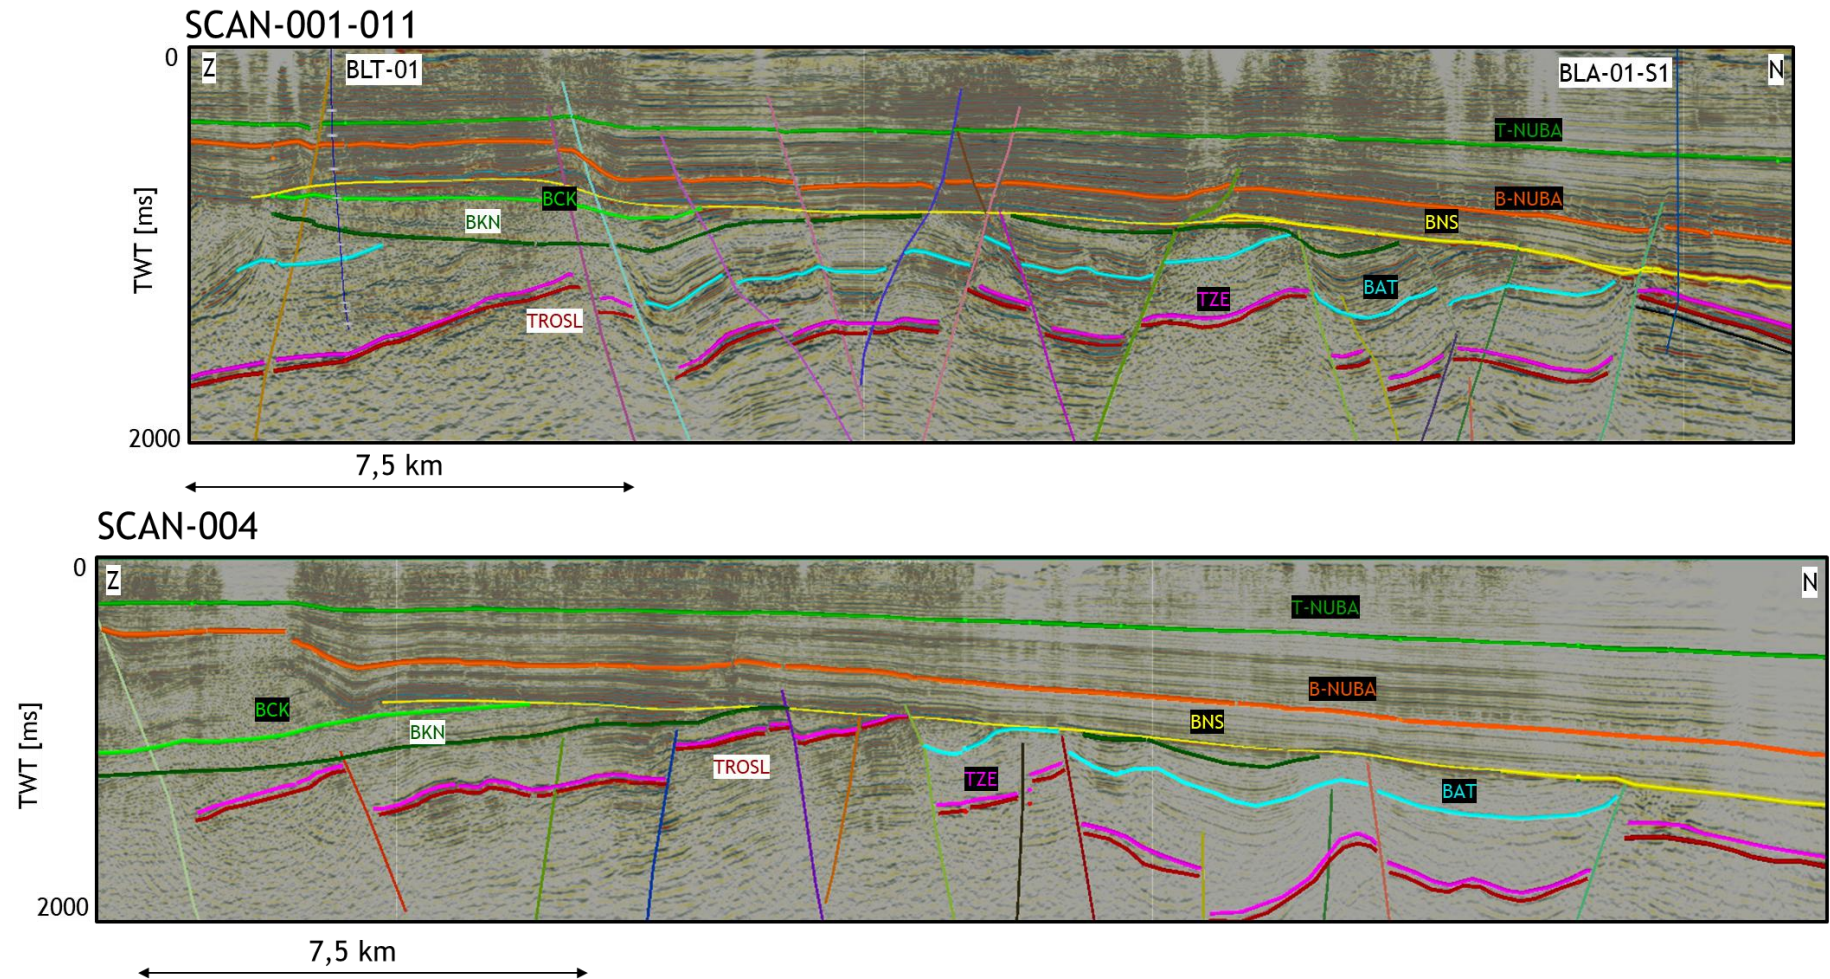 SCAN-001-011
0
Z
BLT-01
BLA-01-S1
N
T-NUBA
B-NUBA
BCK
BKN
BNS
TWT [ms]
BAT
TZE
TROSL
2000
7,5 km
SCAN-004
0
Z
N
T-NUBA
B-NUBA
BCK
BNS
BKN
TWT [ms]
TROSL
TZE
BAT
2000
7,5 km